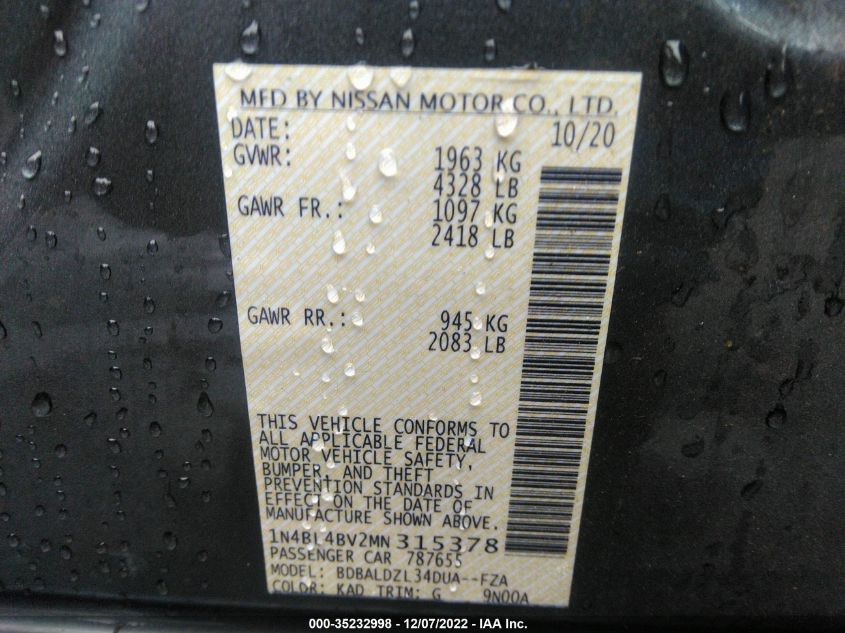 MFD BY NISSAN MOTOR CO., LTD.
DATE: 10/20
GVWR: 1963 KG
4328 LB
GAWR FR.: 1097 KG
2418 LB
GAWR RR.: 945 KG
2083 LB
THIS VEHICLE CONFORMS TO
ALL APPLICABLE FEDERAL
MOTOR VEHICLE SAFETY,
BUMPER, AND THEFT
PREVENTION STANDARDS IN
EFFECT ON THE DATE OF
MANUFACTURE SHOWN ABOVE.
1N4BL4BV2MN315378
PASSENGER CAR 787655
MODEL: BDBALDZL34DUA--FZA
COLOR: KAD TRIM: G 9N00A
000-35232998 - 12/07/2022 - IAA Inc.